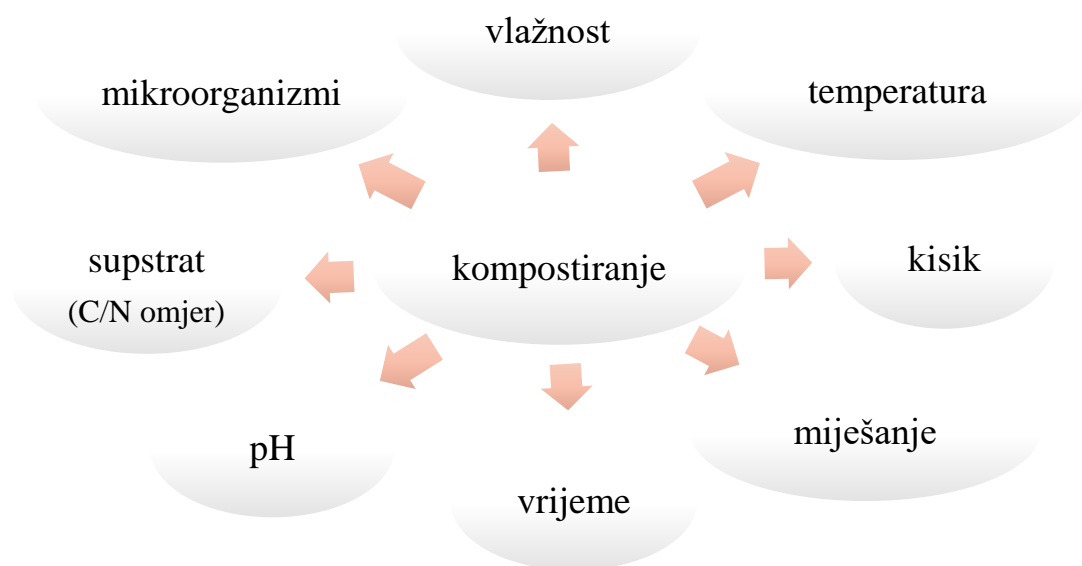 vlažnost
mikroorganizmi
temperatura
supstrat
(C/N omjer)
kompostiranje
kisik
pH
miješanje
vrijeme